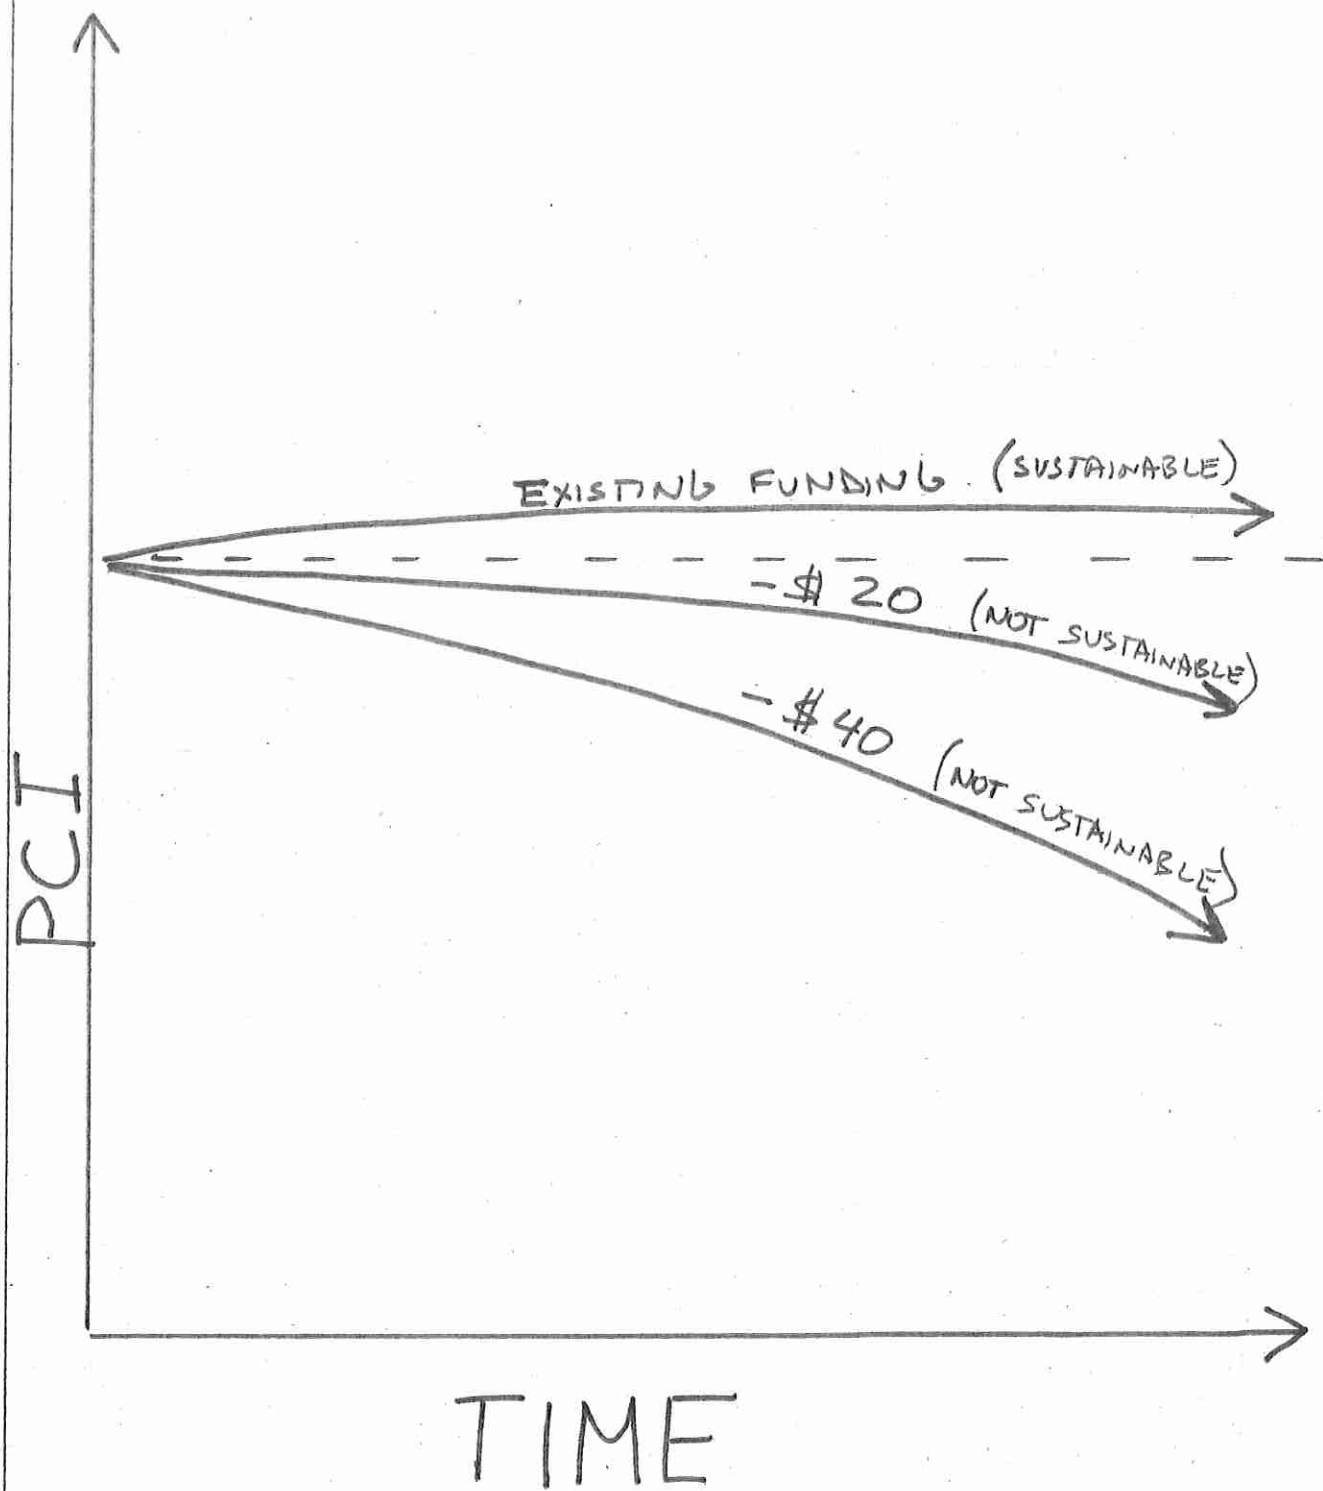 EXISTING FUNDING. (SUSTAINABLE)
-$ 20 (NOT SUSTAINABLE)
-$ 40 (NOT SUSTAINABLE)
PCI
TIME